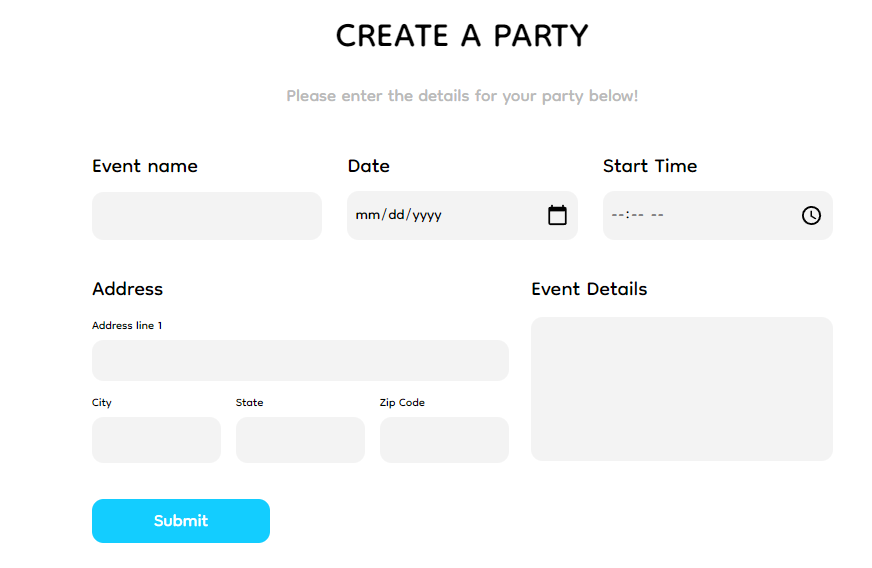 CREATE A PARTY
Please enter the details for your party below!
Event name Date Start Time
mm/dd/yyyy --:-- --
Address Event Details
Address line 1
City State Zip Code
Submit